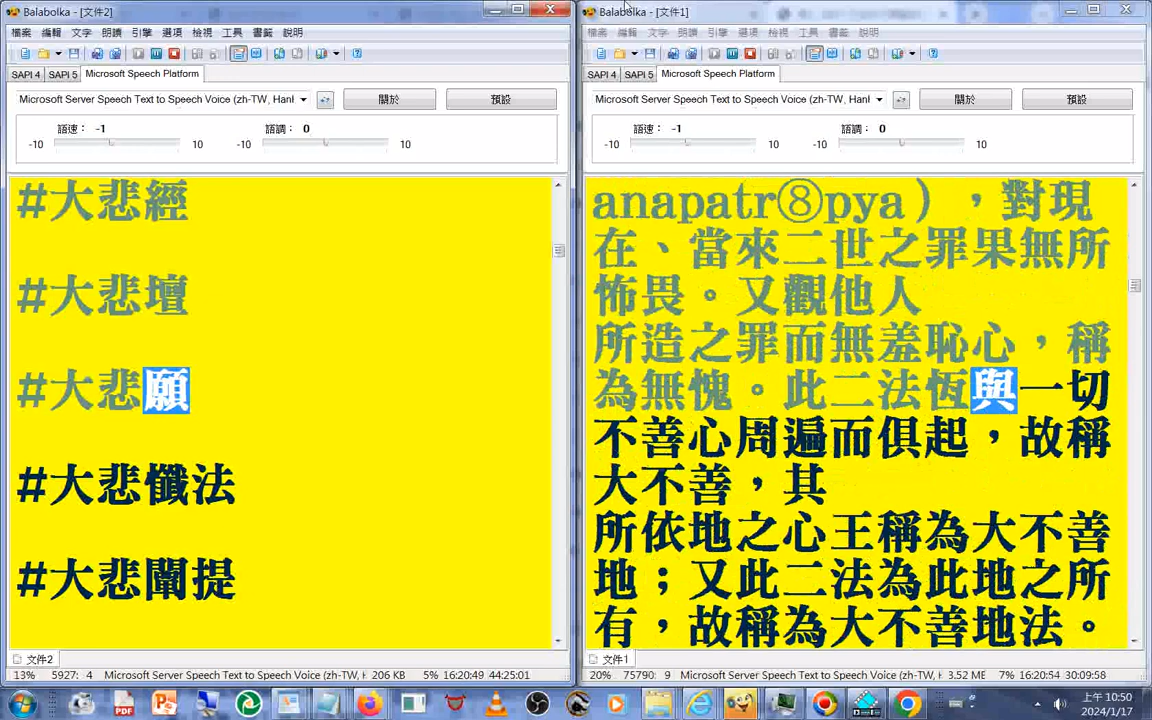 Balabolka - [文件2]
檔案 編輯 文字 朗讀 引擎 選項 檢視 工具 書籤 說明
SAPI 4 SAPI 5 Microsoft Speech Platform
Microsoft Server Speech Text to Speech Voice (zh-TW, Hanl 關於 預設
語速： -1 語調： 0
-10 10 -10 10
#大悲經
#大悲壇
#大悲願
#大悲懺法
#大悲闡提
文件2
13% 5927: 4 Microsoft Server Speech Text to Speech Voice (zh-TW, H 206 KB 5% 16:20:49 44:25:01
Balabolka - [文件1]
檔案 編輯 文字 朗讀 引擎 選項 檢視 工具 書籤 說明
SAPI 4 SAPI 5 Microsoft Speech Platform
Microsoft Server Speech Text to Speech Voice (zh-TW, Hanl 關於 預設
語速： -1 語調： 0
-10 10 -10 10
anapatr⑧pya），對現
在、當來二世之罪果無所
怖畏。又觀他人
所造之罪而無羞恥心，稱
為無愧。此二法恆與一切
不善心周遍而俱起，故稱
大不善，其
所依地之心王稱為大不善
地；又此二法為此地之所
有，故稱為大不善地法。
文件1
20% 75790: 9 Microsoft Server Speech Text to Speech Voice (zh-TW, H 3.52 ME 7% 16:20:54 30:09:58
上午 10:50
2024/1/17